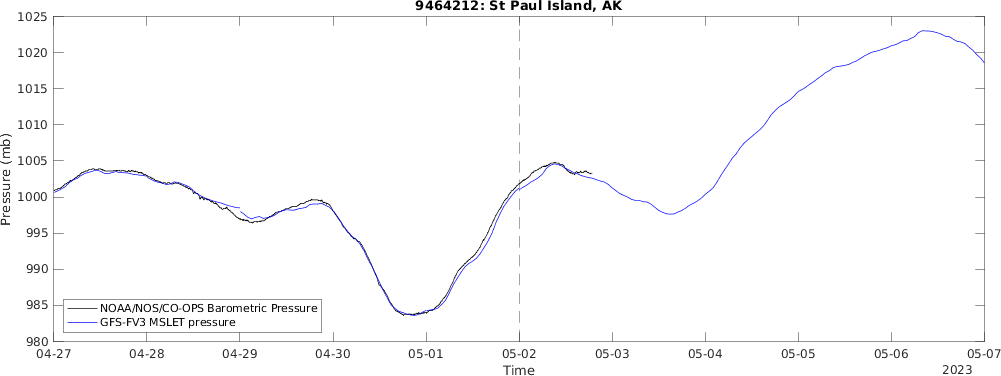 9464212: St Paul Island, AK
Pressure (mb)
1025
1020
1015
1010
1005
1000
995
990
985
980
NOAA/NOS/CO-OPS Barometric Pressure
GFS-FV3 MSLET pressure
04-27 04-28 04-29 04-30 05-01 05-02 05-03 05-04 05-05 05-06 05-07
Time
2023